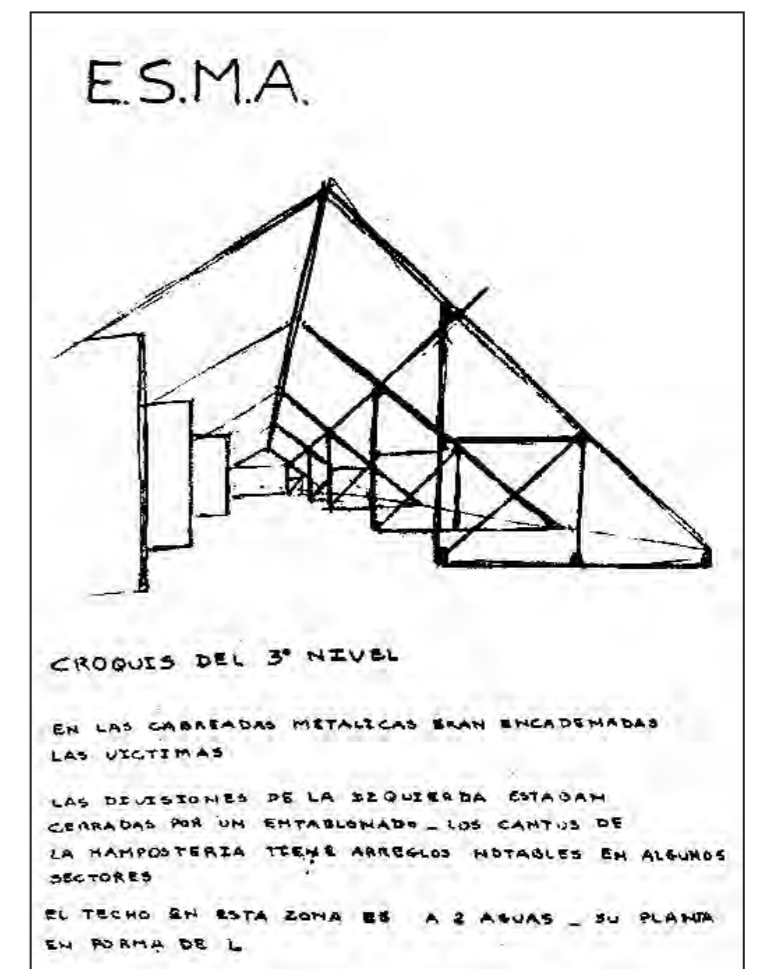 E.S.M.A.
CROQUIS DEL 3º NIVEL
EN LAS CABREADAS METALICAS ERAN ENCADENADAS
LAS VICTIMAS
LAS DIVISIONES DE LA IZQUIERDA ESTABAN
CERRADAS POR UN ENTABLONADO _ LOS CANTOS DE
LA MAMPOSTERIA TIENE ARREGLOS NOTABLES EN ALGUNOS
SECTORES
EL TECHO EN ESTA ZONA ES A 2 AGUAS _ SU PLANTA
EN FORMA DE L